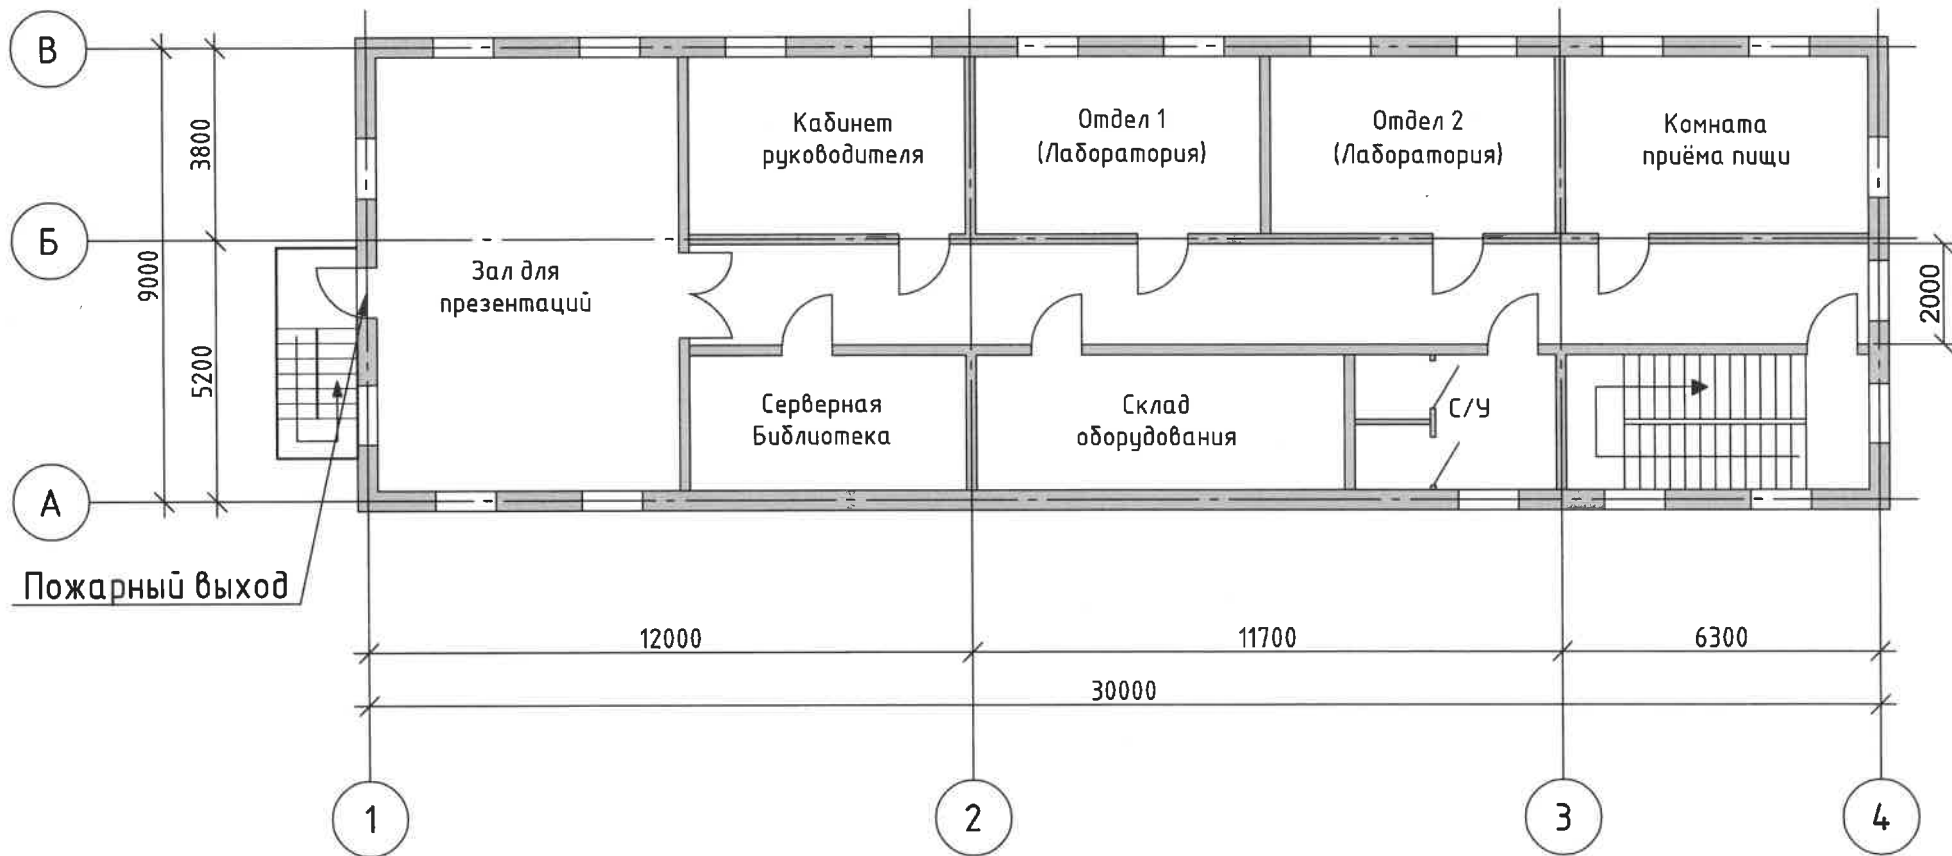 В
Кабинет
руководителя
Отдел 1
(Лаборатория)
Отдел 2
(Лаборатория)
Комната
приёма пищи
3800
Б
9000
5200
2000
Зал для
презентаций
Серверная
Библиотека
Склад
оборудования
С/У
А
Пожарный выход
12000
11700
6300
30000
1
2
3
4